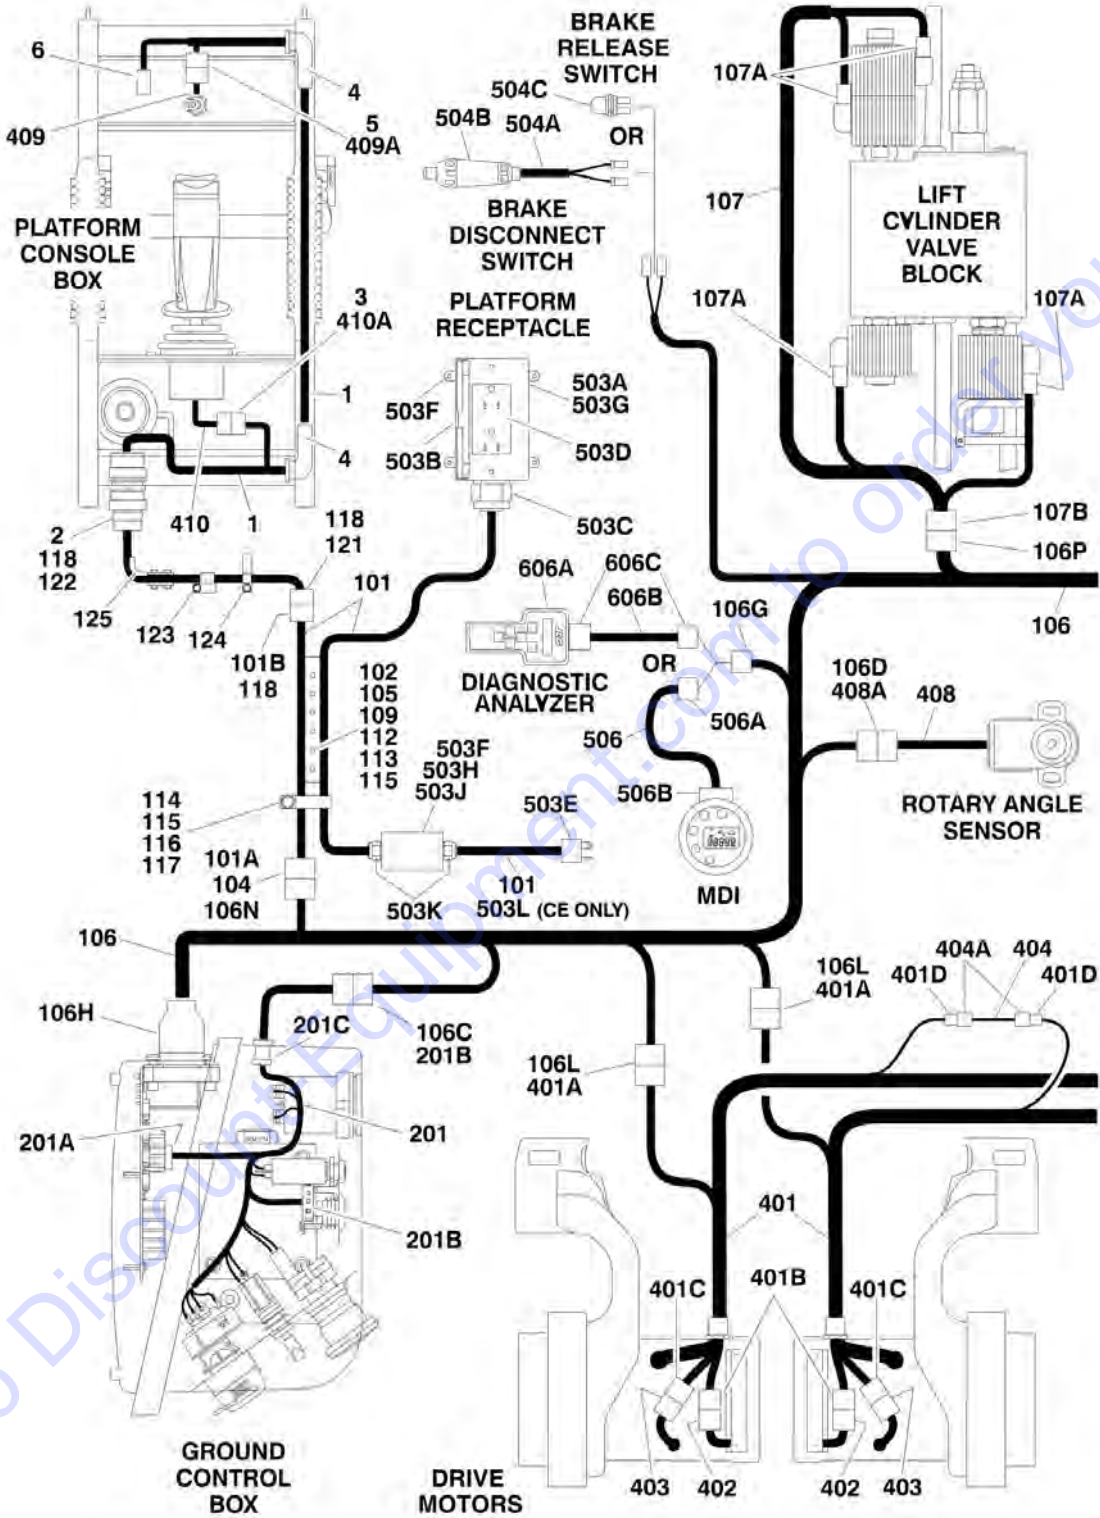 BRAKE
RELEASE
SWITCH
6
4
409
5
409A
504C
504B
504A
OR
107A
107
LIFT
CYLINDER
VALVE
BLOCK
PLATFORM
CONSOLE
BOX
BRAKE
DISCONNECT
SWITCH
3
410A
PLATFORM
RECEPTACLE
107A
107A
1
503F
503A
503G
503B
503D
4
2
118
122
410
1
118
121
503C
107B
106P
125
123
124
101
606A
606C
606B
106G
106
101B
118
OR
DIAGNOSTIC
ANALYZER
102
105
109
112
113
115
506
506A
106D
408A
408
503F
503H
503J
506B
503E
ROTARY ANGLE
SENSOR
114
115
116
117
101A
104
106N
503K
101
503L (CE ONLY)
MDI
106
106H
201C
106C
201B
106L
401A
404A
404
401D
401D
106L
401A
201A
201
401
201B
401C
401B
401C
403
402
402
403
GROUND
CONTROL
BOX
DRIVE
MOTORS
Discount-Equipment.com to order you